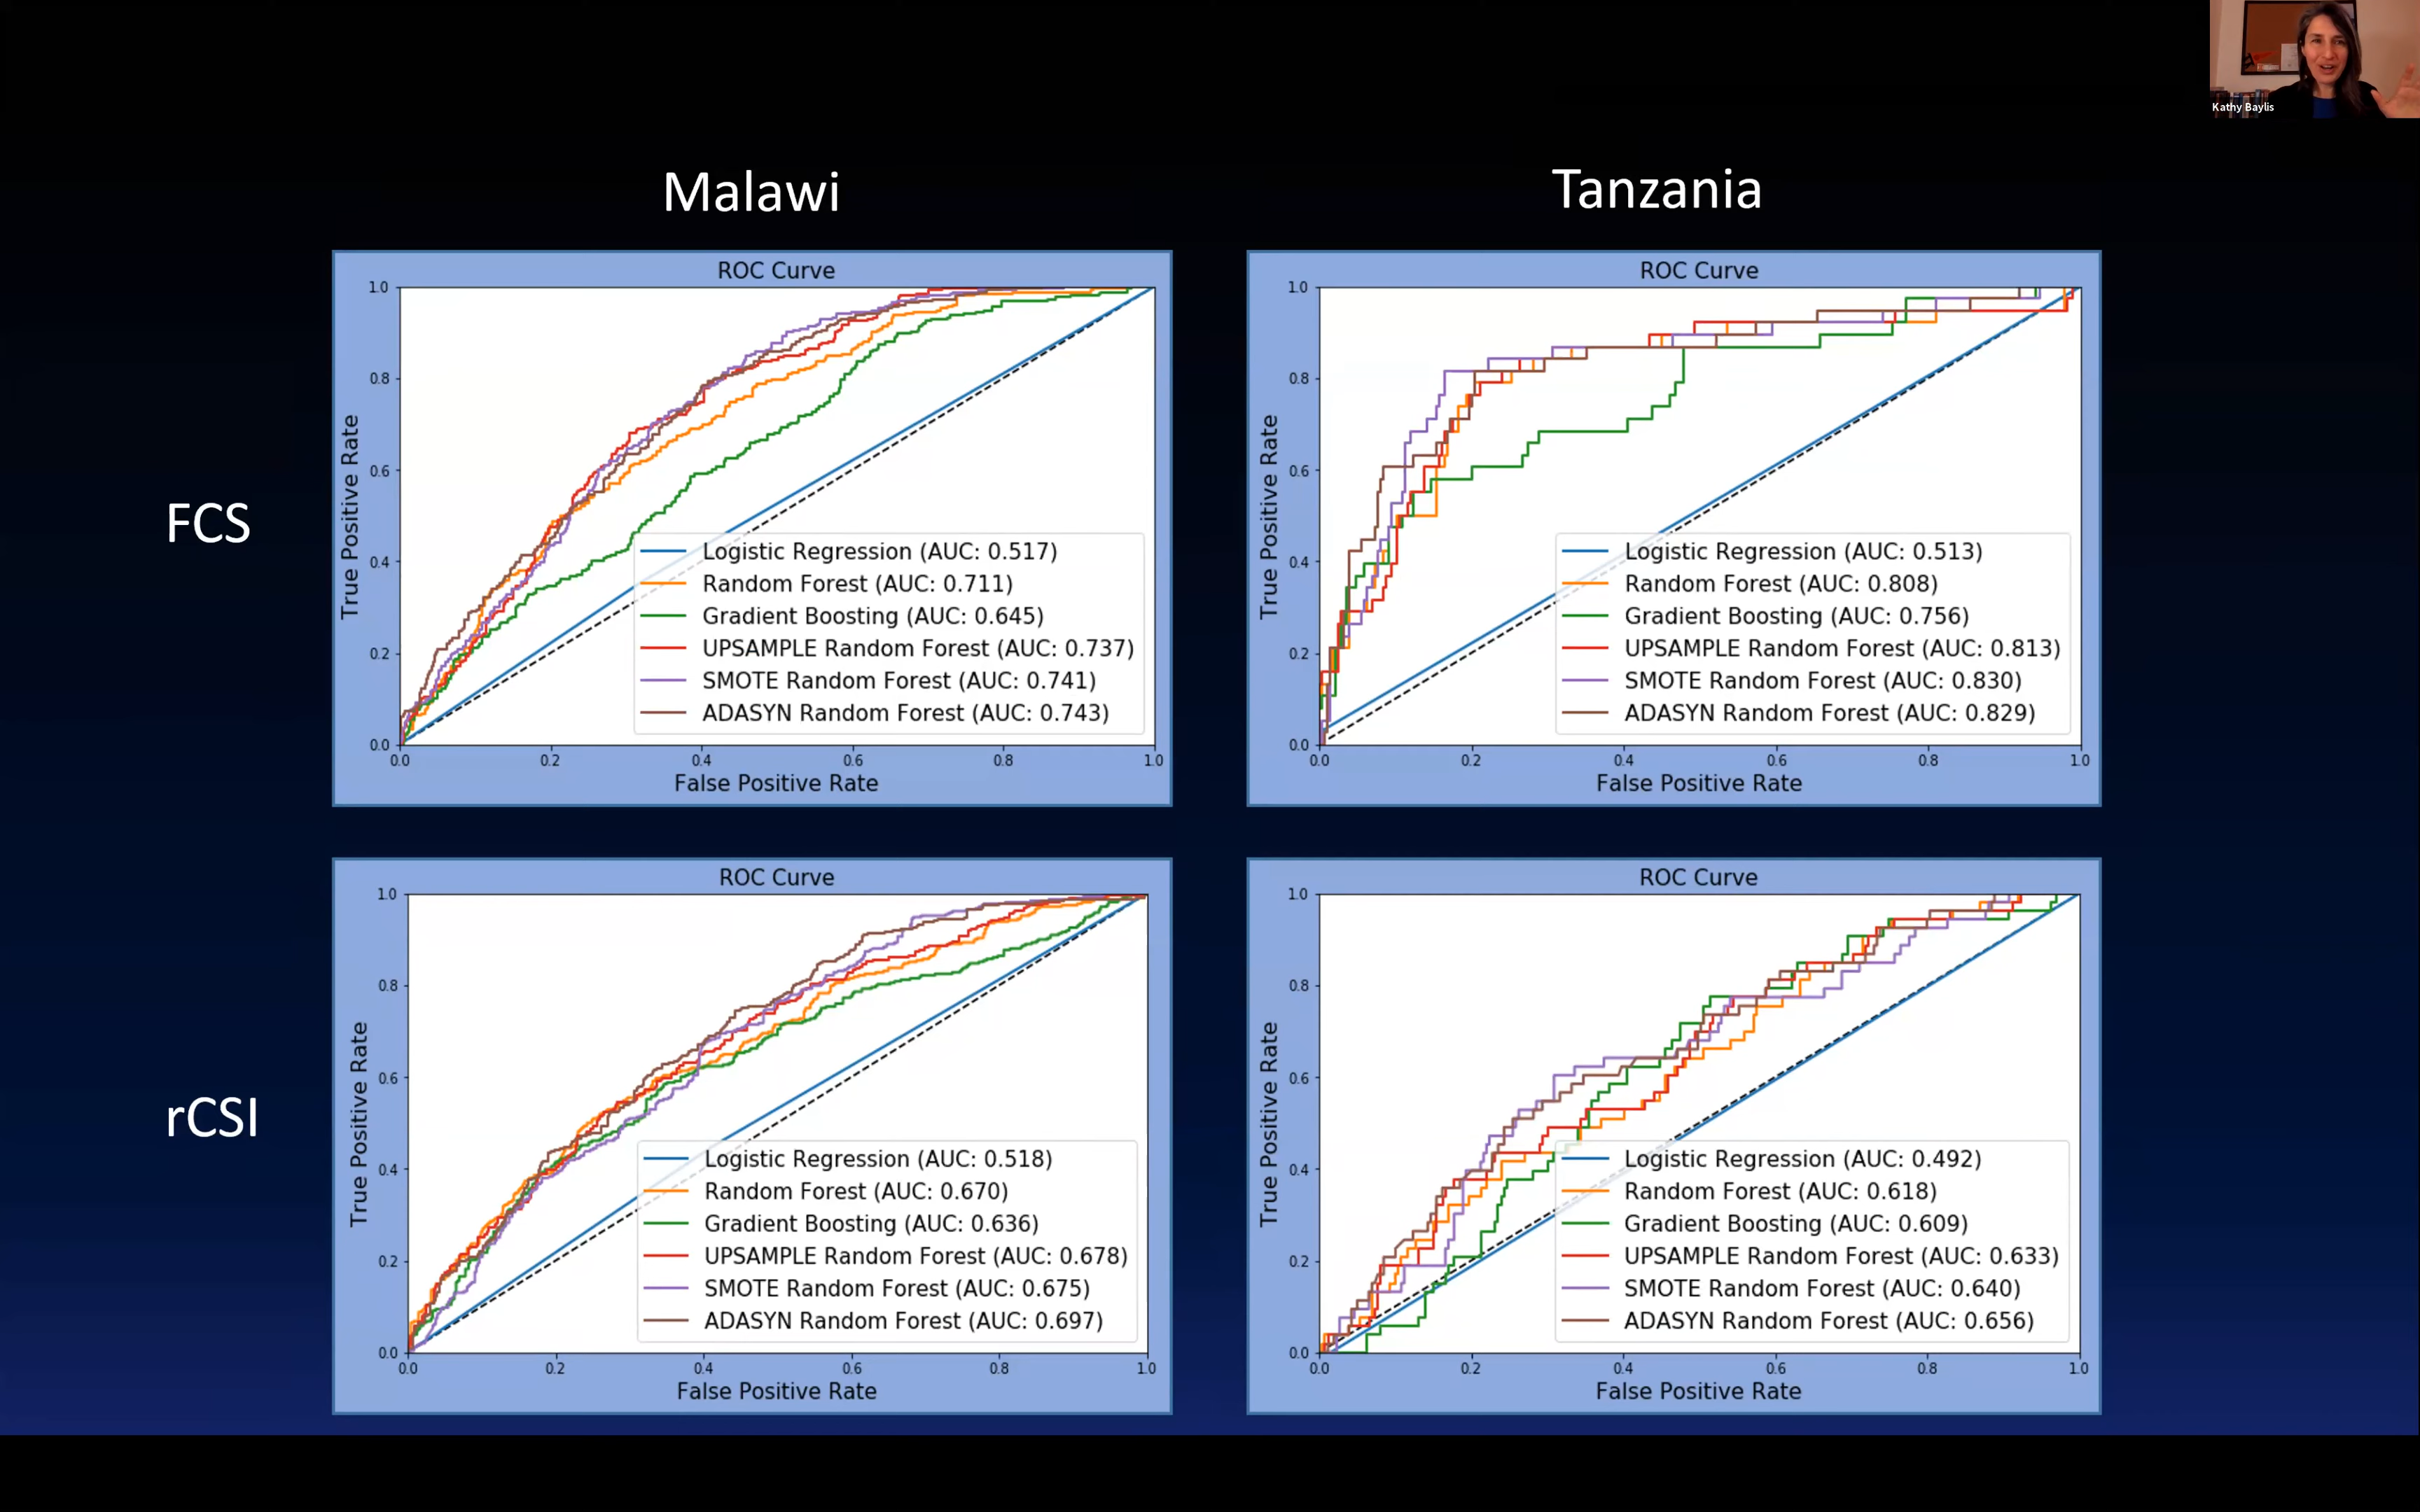 Kathy Baylis
Malawi
Tanzania
FCS
ROC Curve
True Positive Rate
1.0
0.8
0.6
0.4
0.2
0.0
Logistic Regression (AUC: 0.517)
Random Forest (AUC: 0.711)
Gradient Boosting (AUC: 0.645)
UPSAMPLE Random Forest (AUC: 0.737)
SMOTE Random Forest (AUC: 0.741)
ADASYN Random Forest (AUC: 0.743)
0.0 0.2 0.4 0.6 0.8 1.0
False Positive Rate
ROC Curve
True Positive Rate
1.0
0.8
0.6
0.4
0.2
0.0
Logistic Regression (AUC: 0.513)
Random Forest (AUC: 0.808)
Gradient Boosting (AUC: 0.756)
UPSAMPLE Random Forest (AUC: 0.813)
SMOTE Random Forest (AUC: 0.830)
ADASYN Random Forest (AUC: 0.829)
0.0 0.2 0.4 0.6 0.8 1.0
False Positive Rate
rCSI
ROC Curve
True Positive Rate
1.0
0.8
0.6
0.4
0.2
0.0
Logistic Regression (AUC: 0.518)
Random Forest (AUC: 0.670)
Gradient Boosting (AUC: 0.636)
UPSAMPLE Random Forest (AUC: 0.678)
SMOTE Random Forest (AUC: 0.675)
ADASYN Random Forest (AUC: 0.697)
0.0 0.2 0.4 0.6 0.8 1.0
False Positive Rate
ROC Curve
True Positive Rate
1.0
0.8
0.6
0.4
0.2
0.0
Logistic Regression (AUC: 0.492)
Random Forest (AUC: 0.618)
Gradient Boosting (AUC: 0.609)
UPSAMPLE Random Forest (AUC: 0.633)
SMOTE Random Forest (AUC: 0.640)
ADASYN Random Forest (AUC: 0.656)
0.0 0.2 0.4 0.6 0.8 1.0
False Positive Rate